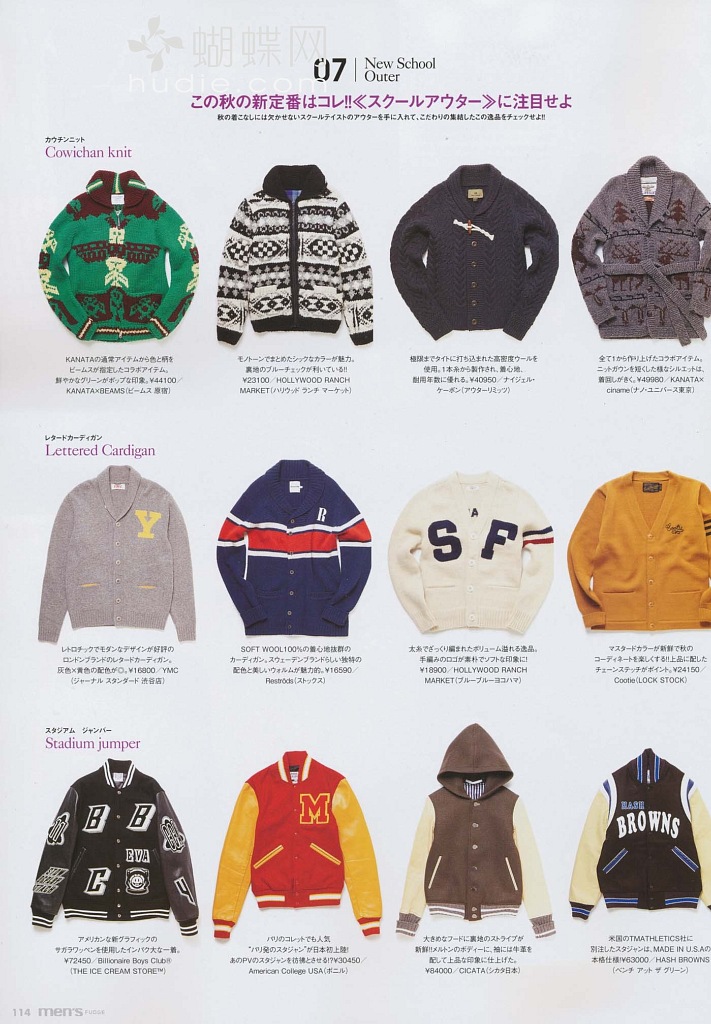 蝴蝶网
hudie.com
07
New School
Outer
この秋の新定番はコレ!!≪スクールアウター≫に注目せよ
秋の着こなしには欠かせないスクールテイストのアウターを手に入れて、こだわりの集結したこの逸品をチェックせよ!!
カウチンニット
Cowichan knit
KANATAの通常アイテムから色と柄を
ビームスが指定したコラボアイテム。
鮮やかなグリーンがポップな印象。¥44100／
KANATA×BEAMS（ビームス 原宿）
モノトーンでまとめたシックなカラーが魅力。
裏地のブルーチェックが利いている!!
¥23100／HOLLYWOOD RANCH
MARKET（ハリウッド ランチ マーケット）
極限までタイトに打ち込まれた高密度ウールを
使用。1本糸から製作され、着心地、
耐用年数に優れる。¥40950／ナイジェル・
ケーボン（アウターリミッツ）
全て1から作り上げたコラボアイテム。
ニットガウンを短くした様なシルエットは、
着回しがきく。¥49980／KANATA×
ciname（ナノ・ユニバース東京）
レタードカーディガン
Lettered Cardigan
Y
R
S A F
レトロチックでモダンなデザインが好評の
ロンドンブランドのレタードカーディガン。
灰色×黄色の配色が◎。¥16800／YMC
（ジャーナル スタンダード 渋谷店）
SOFT WOOL100%の着心地抜群の
カーディガン。スウェーデンブランドらしい独特の
配色と美しいウォルムが魅力的。¥16590／
Reströds（ストックス）
太糸でざっくり編まれたボリューム溢れる逸品。
手編みのロゴが素朴でソフトな印象に!
¥18900／HOLLYWOOD RANCH
MARKET（ブルーブルーヨコハマ）
マスタードカラーが新鮮で秋の
コーディネートを楽しくする!!上品に配した
チェーンステッチがポイント。¥24150／
Cootie（LOCK STOCK）
スタジアム ジャンパー
Stadium jumper
B B
EVA
C
M
HASH
BROWNS
アメリカンな新グラフィックの
サガラワッペンを使用したインパク大な一着。
¥72450／Billionaire Boys Club®
（THE ICE CREAM STORE™）
パリのコレットでも人気
"パリ発のスタジャン"が日本初上陸!
あのPVのスタジャンを彷彿とさせる!?¥30450／
American College USA（ボニル）
大きめなフードに裏地のストライプが
新鮮!!メルトンのボディーに、袖には牛革を
配して上品な印象に仕上げた。
¥84000／CICATA（シカタ日本）
米国のTMATHLETICS社に
別注したスタジャンは、MADE IN U.S.Aの
本格仕様!¥63000／HASH BROWNS
（ベンチ アット ザ グリーン）
114 men's FUDGE